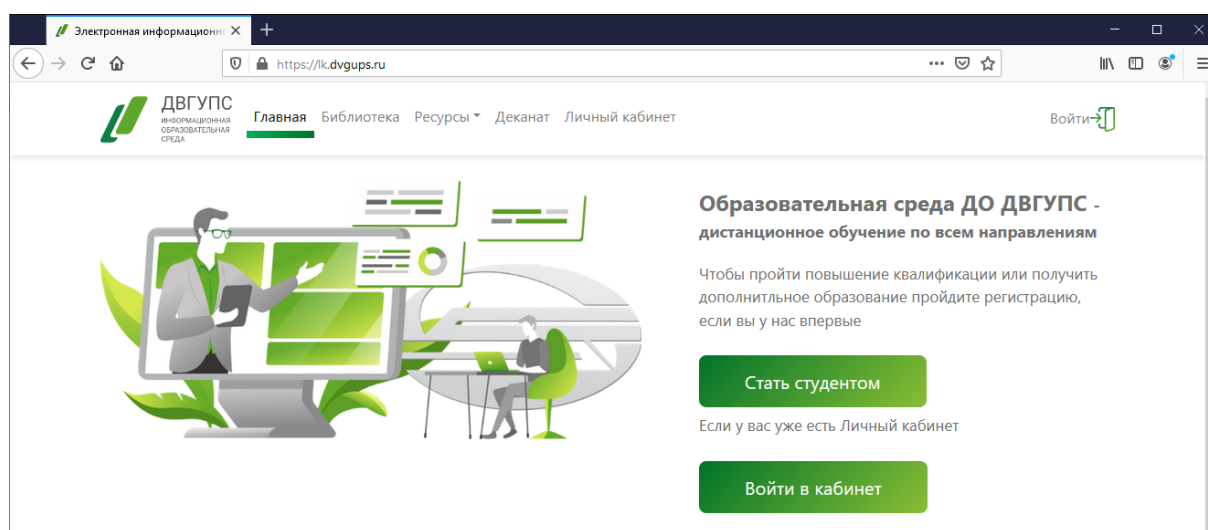 Электронная информационн
https://lk.dvgups.ru
ДВГУПС
ИНФОРМАЦИОННАЯ
ОБРАЗОВАТЕЛЬНАЯ
СРЕДА
Главная Библиотека Ресурсы Деканат Личный кабинет
Войти
Образовательная среда ДО ДВГУПС -
дистанционное обучение по всем направлениям
Чтобы пройти повышение квалификации или получить
дополнитльное образование пройдите регистрацию,
если вы у нас впервые
Стать студентом
Если у вас уже есть Личный кабинет
Войти в кабинет